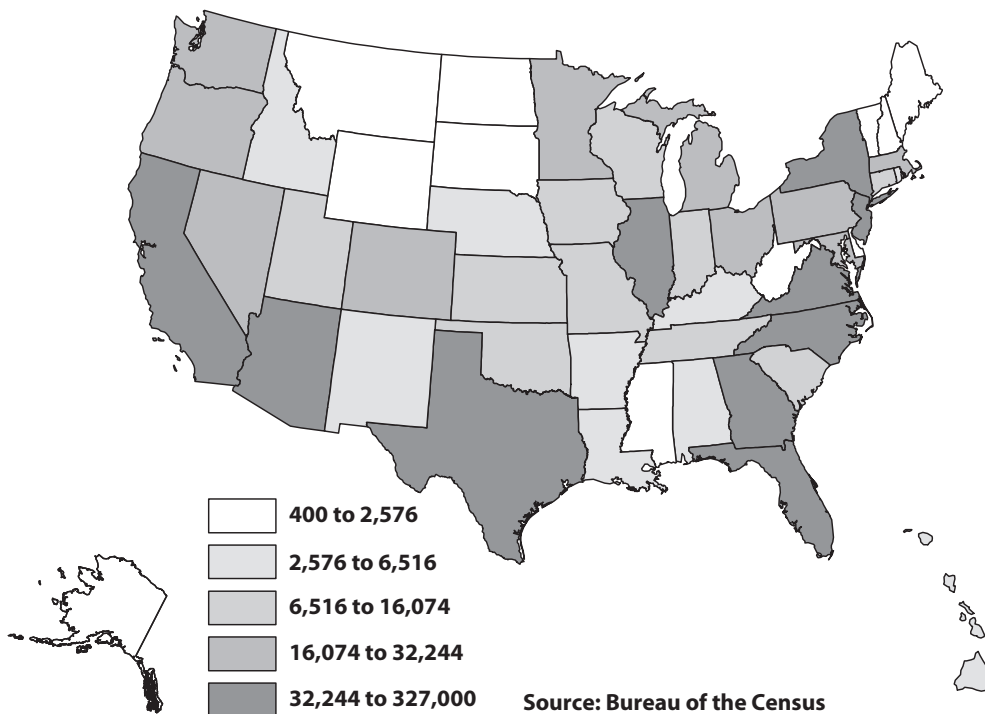 400 to 2,576
2,576 to 6,516
6,516 to 16,074
16,074 to 32,244
32,244 to 327,000
Source: Bureau of the Census